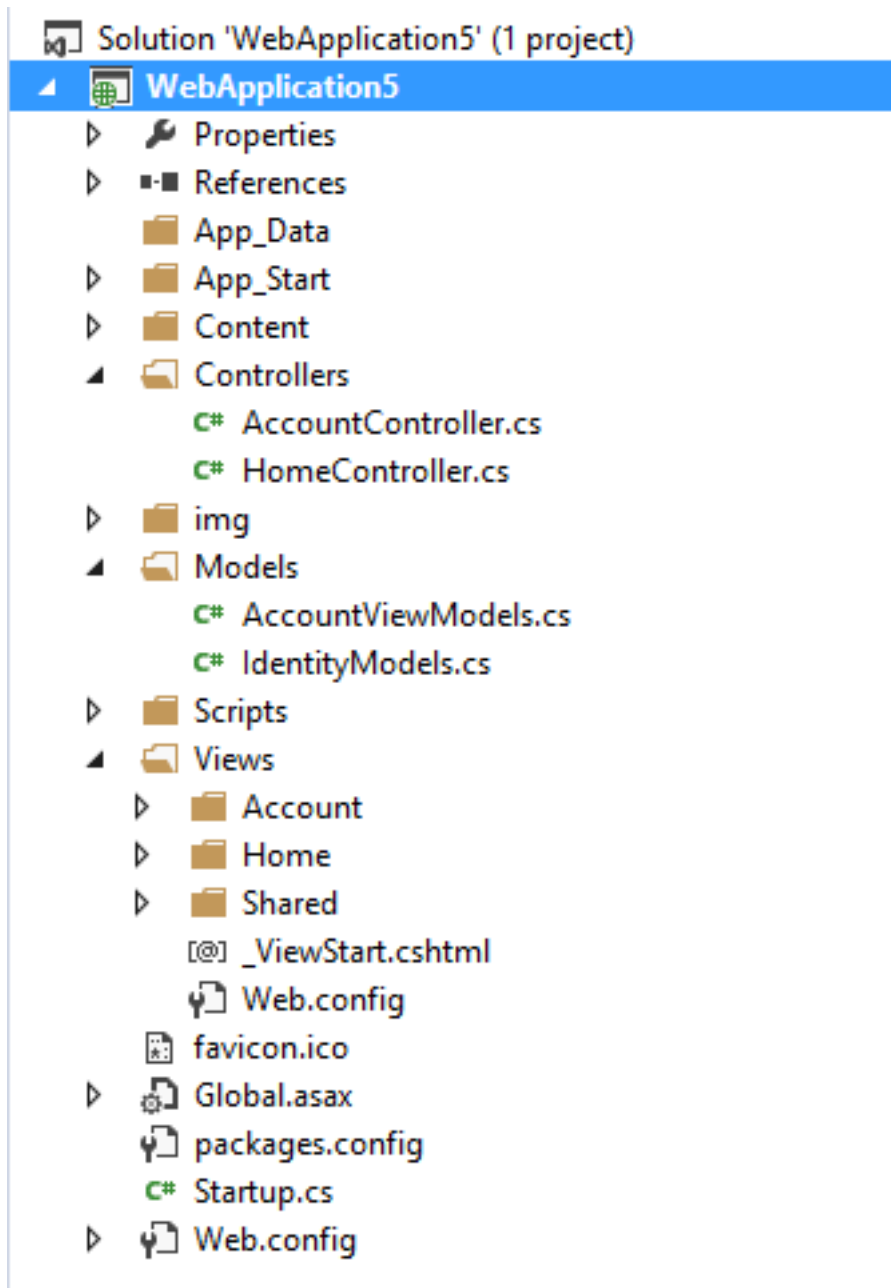 Solution 'WebApplication5' (1 project)
WebApplication5
Properties
References
App_Data
App_Start
Content
Controllers
C# AccountController.cs
C# HomeController.cs
img
Models
C# AccountViewModels.cs
C# IdentityModels.cs
Scripts
Views
Account
Home
Shared
[@] _ViewStart.cshtml
Web.config
favicon.ico
Global.asax
packages.config
C# Startup.cs
Web.config